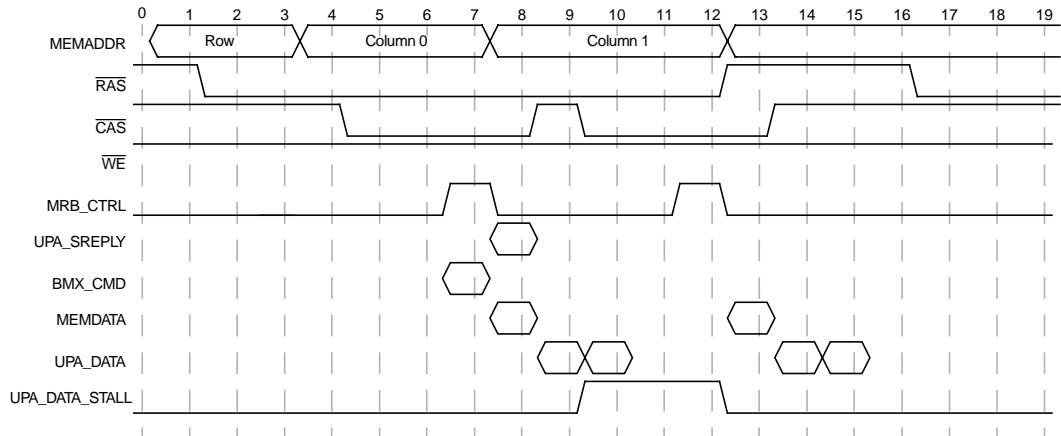 0 1 2 3 4 5 6 7 8 9 10 11 12 13 14 15 16 17 18 19
MEMADDR Row Column 0 Column 1
RAS
CAS
WE
MRB_CTRL
UPA_SREPLY
BMX_CMD
MEMDATA
UPA_DATA
UPA_DATA_STALL